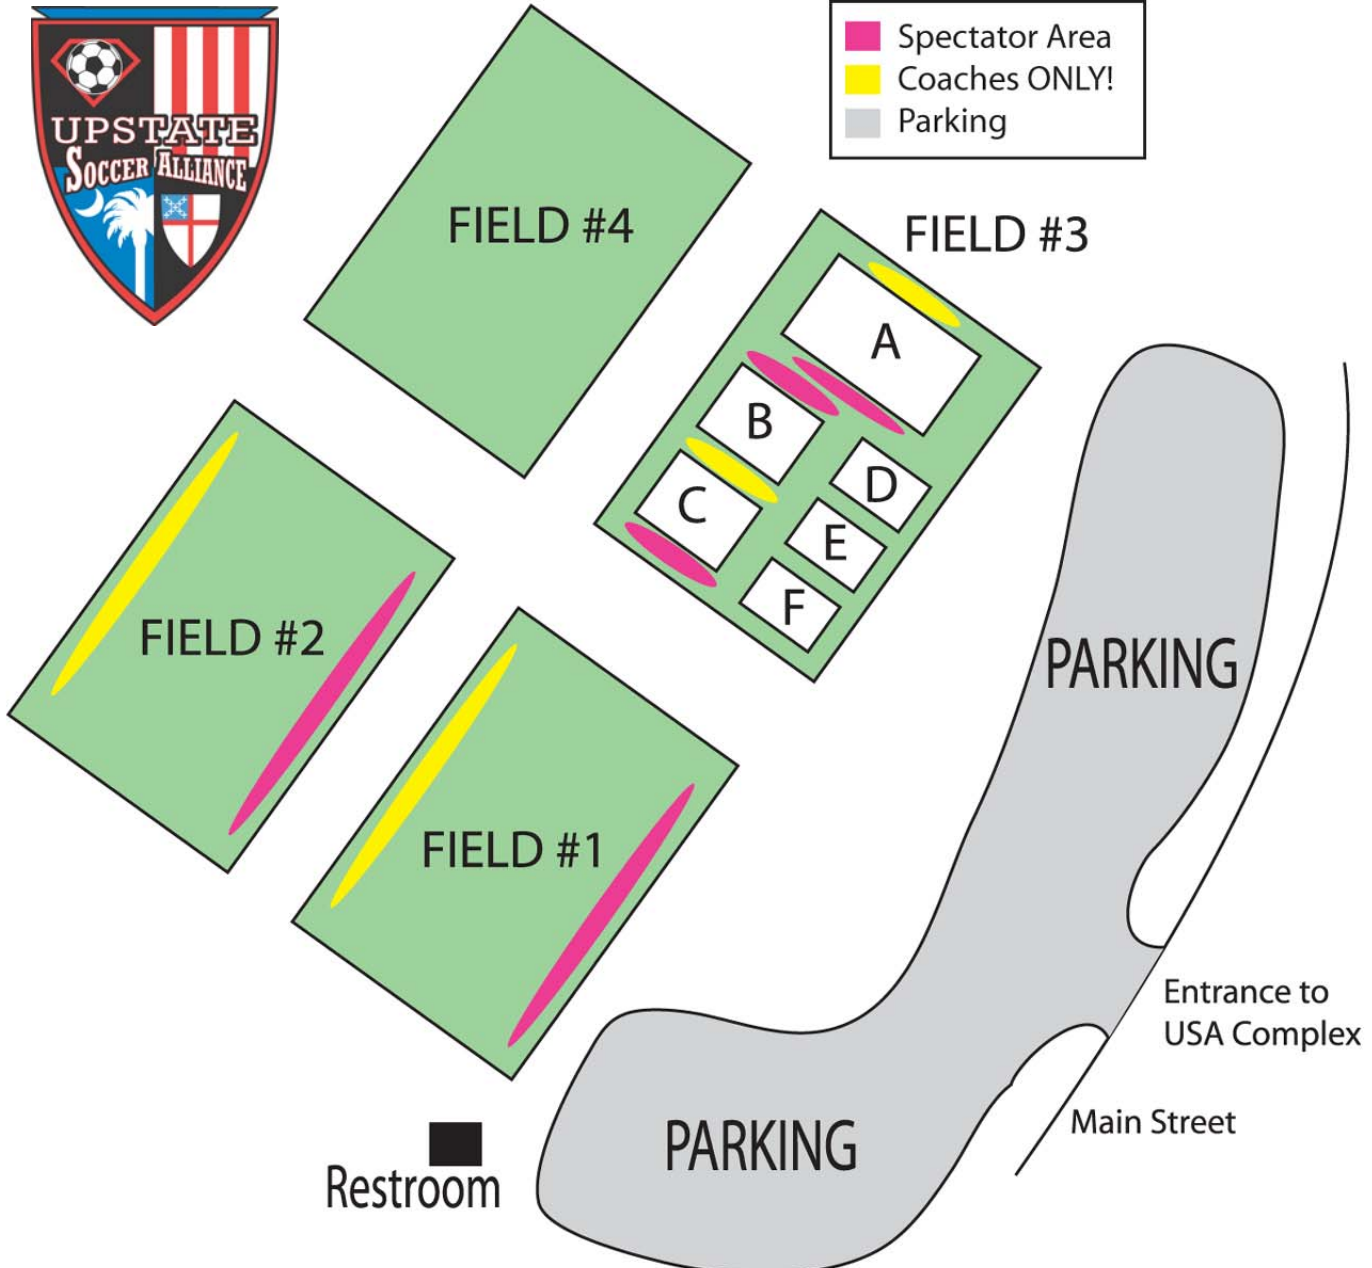 UPSTATE
SOCCER ALLIANCE
Spectator Area
Coaches ONLY!
Parking
FIELD #4
FIELD #3
A
B
C
D
E
F
FIELD #2
FIELD #1
PARKING
Entrance to
USA Complex
Main Street
PARKING
Restroom